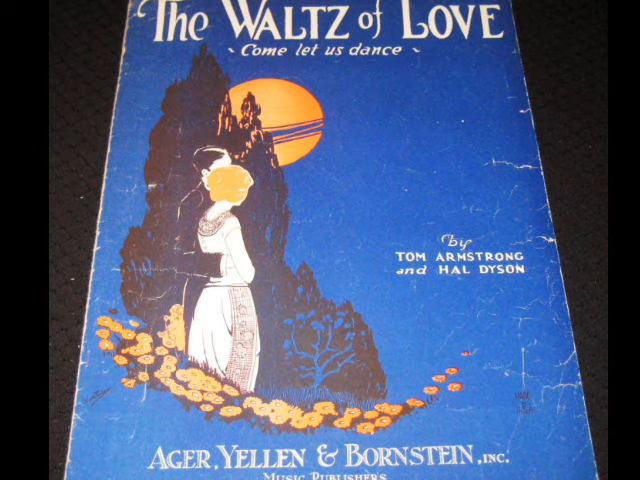 The WALTZ of LOVE
~ Come let us dance ~
by
TOM ARMSTRONG
and HAL DYSON
AGER, YELLEN & BORNSTEIN, INC.
MUSIC PUBLISHERS